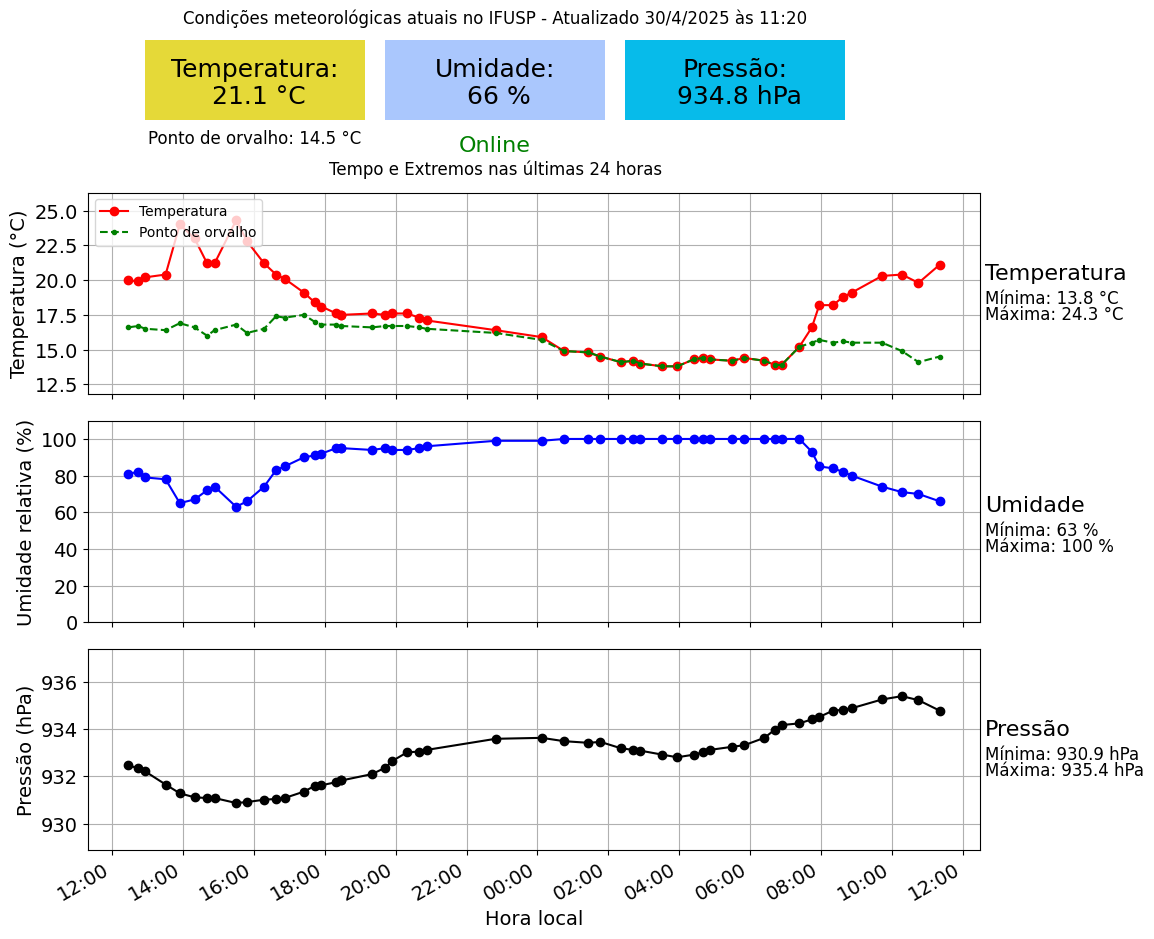 Condições meteorológicas atuais no IFUSP - Atualizado 30/4/2025 às 11:20
Temperatura:
21.1 °C
Umidade:
66 %
Pressão:
934.8 hPa
Ponto de orvalho: 14.5 °C
Online
Tempo e Extremos nas últimas 24 horas
Temperatura (°C)
25.0
22.5
20.0
17.5
15.0
12.5
Temperatura
Ponto de orvalho
Temperatura
Mínima: 13.8 °C
Máxima: 24.3 °C
Umidade relativa (%)
100
80
60
40
20
0
Umidade
Mínima: 63 %
Máxima: 100 %
Pressão (hPa)
936
934
932
930
Pressão
Mínima: 930.9 hPa
Máxima: 935.4 hPa
12:00
14:00
16:00
18:00
20:00
22:00
00:00
02:00
04:00
06:00
08:00
10:00
12:00
Hora local